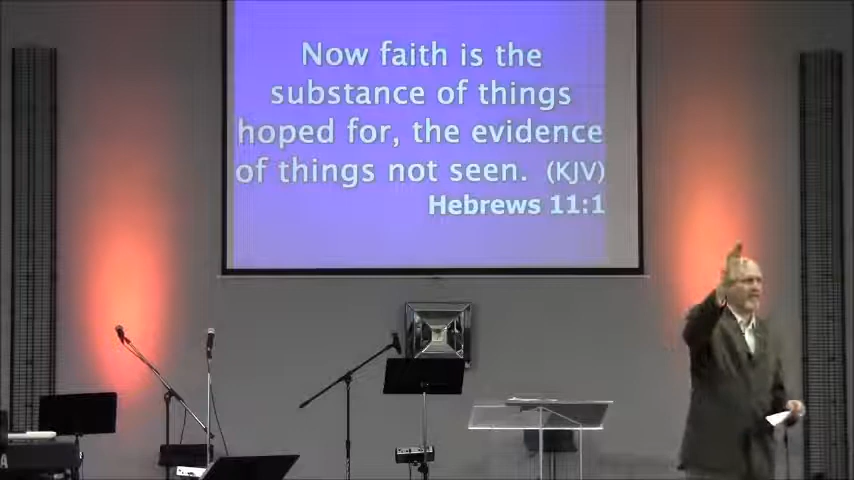 Now faith is the
substance of things
hoped for, the evidence
of things not seen. (KJV)
Hebrews 11:1